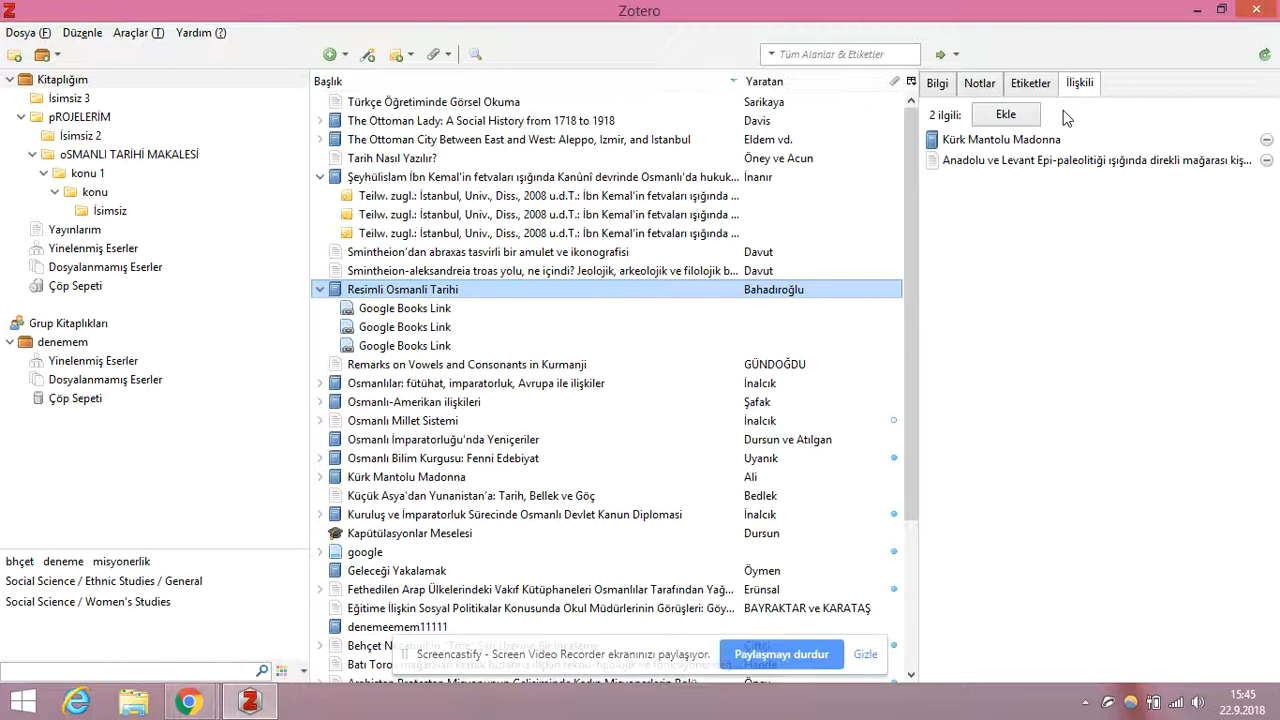 Zotero
Dosya (F) Düzenle Araçlar (T) Yardım (?)
Tüm Alanlar & Etiketler
Kitaplığım
İsimsiz 3
pROJELERİM
İsimsiz 2
oSMANLI TARİHİ MAKALESİ
konu 1
konu
İsimsiz
Yayınlarım
Yinelenmiş Eserler
Dosyalanmamış Eserler
Çöp Sepeti
Grup Kitaplıkları
denemem
Yinelenmiş Eserler
Dosyalanmamış Eserler
Çöp Sepeti
bhçet deneme misyonerlik
Social Science / Ethnic Studies / General
Social Science / Women's Studies
Başlık Yaratan
Türkçe Öğretiminde Görsel Okuma Sarikaya
The Ottoman Lady: A Social History from 1718 to 1918 Davis
The Ottoman City Between East and West: Aleppo, Izmir, and Istanbul Eldem vd.
Tarih Nasıl Yazılır? Öney ve Acun
Şeyhülislam İbn Kemal'in fetvaları ışığında Kanûnî devrinde Osmanlı'da hukuk... İnanır
Teilw. zugl.: İstanbul, Univ., Diss., 2008 u.d.T.: İbn Kemal'in fetvaları ışığında ...
Teilw. zugl.: İstanbul, Univ., Diss., 2008 u.d.T.: İbn Kemal'in fetvaları ışığında ...
Teilw. zugl.: İstanbul, Univ., Diss., 2008 u.d.T.: İbn Kemal'in fetvaları ışığında ...
Smintheion'dan abraxas tasvirli bir amulet ve ikonografisi Davut
Smintheion-aleksandreia troas yolu, ne içindi? Jeolojik, arkeolojik ve filolojik b... Davut
Resimli Osmanli Tarihi Bahadıroğlu
Google Books Link
Google Books Link
Google Books Link
Remarks on Vowels and Consonants in Kurmanji GÜNDOĞDU
Osmanlılar: fütühat, imparatorluk, Avrupa ile ilişkiler İnalcık
Osmanlı-Amerikan ilişkileri Şafak
Osmanlı Millet Sistemi İnalcık
Osmanlı İmparatorluğu'nda Yeniçeriler Dursun ve Atılgan
Osmanlı Bilim Kurgusu: Fenni Edebiyat Uyanık
Kürk Mantolu Madonna Ali
Küçük Asya'dan Yunanistan'a: Tarih, Bellek ve Göç Bedlek
Kuruluş ve İmparatorluk Sürecinde Osmanlı Devlet Kanun Diplomasi İnalcık
Kapütülasyonlar Meselesi Dursun
google
Geleceği Yakalamak Öymen
Fethedilen Arap Ülkelerindeki Vakıf Kütüphaneleri Osmanlılar Tarafından Yağ... Erünsal
Eğitime İlişkin Sosyal Politikalar Konusunda Okul Müdürlerinin Görüşleri: Göy... BAYRAKTAR ve KARATAŞ
denemeemem11111
Behçet
Batı Toros
Screencastify - Screen Video Recorder ekranınızı paylaşıyor. Paylaşmayı durdur Gizle
Bilgi Notlar Etiketler İlişkili
2 ilgili: Ekle
Kürk Mantolu Madonna
Anadolu ve Levant Epi-paleolitiği ışığında direkli mağarası kiş...
15:45
22.9.2018